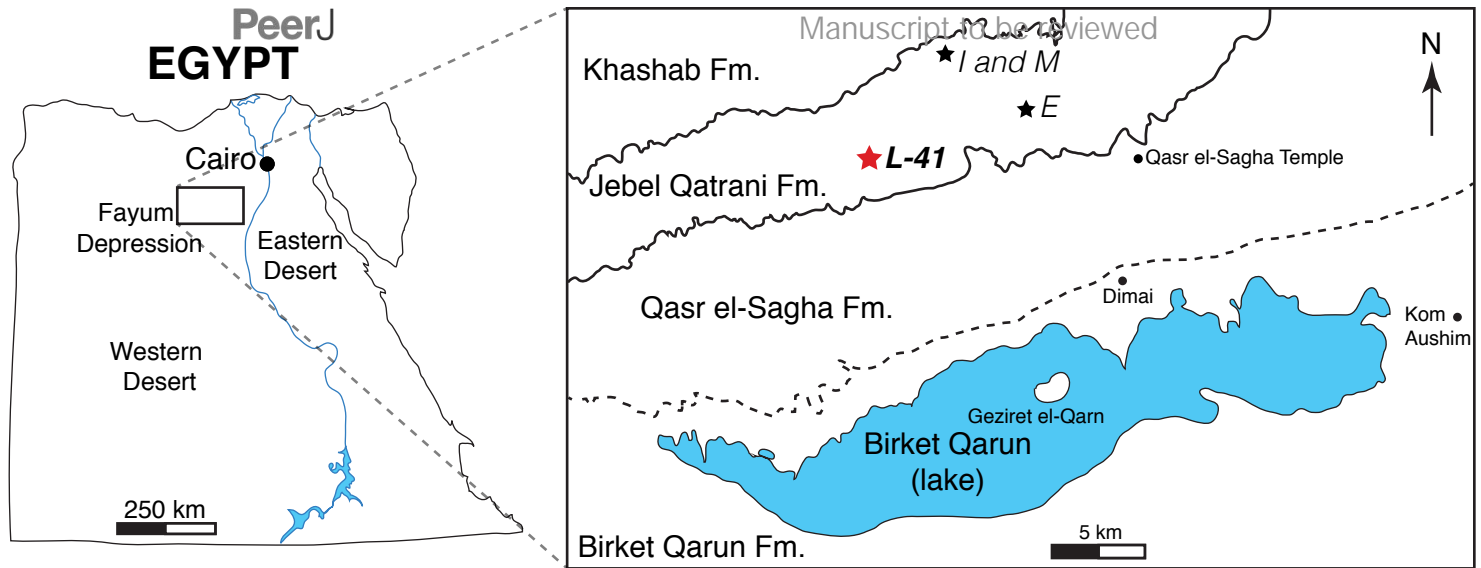 PeerJ
Manuscript to be reviewed
EGYPT
Cairo
Fayum
Depression
Eastern
Desert
Western
Desert
250 km
Khashab Fm.
I and M
N
E
L-41
Qasr el-Sagha Temple
Jebel Qatrani Fm.
Dimai
Qasr el-Sagha Fm.
Kom
Aushim
Geziret el-Qarn
Birket Qarun
(lake)
5 km
Birket Qarun Fm.